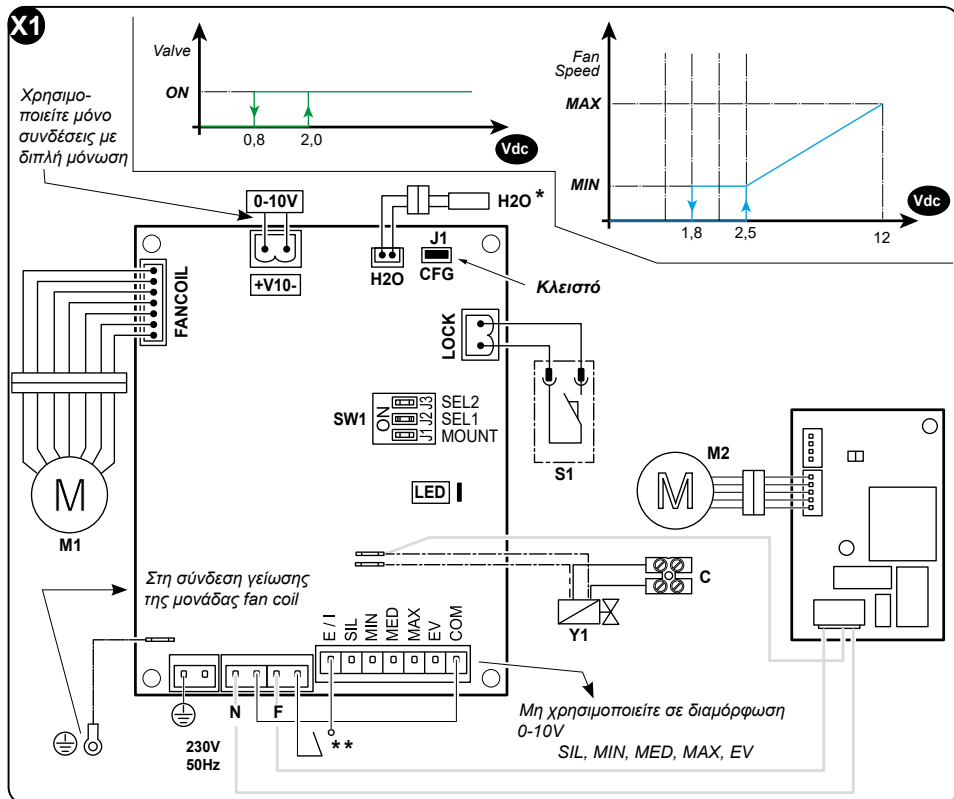 X1
Valve
ON
0,8
2,0
Vdc
Fan
Speed
MAX
MIN
1,8
2,5
12
Vdc
Χρησιμο-
ποιείτε μόνο
συνδέσεις με
διπλή μόνωση
0-10V
+V10-
H2O *
H2O
J1
CFG
Κλειστό
FANCOIL
LOCK
SW1
ON
J3 SEL2
J2 SEL1
J1 MOUNT
S1
LED
M
M1
M
M2
Στη σύνδεση γείωσης
της μονάδας fan coil
C
Y1
E / I
SIL
MIN
MED
MAX
EV
COM
N F
230V
50Hz
* *
Μη χρησιμοποιείτε σε διαμόρφωση
0-10V
SIL, MIN, MED, MAX, EV